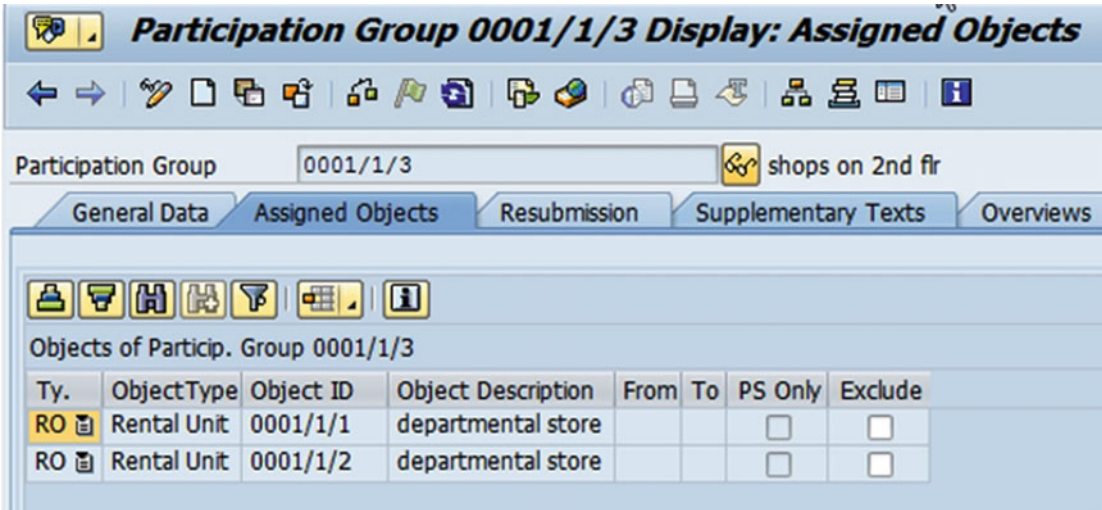 Participation Group 0001/1/3 Display: Assigned Objects
Participation Group 0001/1/3 shops on 2nd flr
General Data Assigned Objects Resubmission Supplementary Texts Overviews
Objects of Particip. Group 0001/1/3
Ty. ObjectType Object ID Object Description From To PS Only Exclude
RO Rental Unit 0001/1/1 departmental store
RO Rental Unit 0001/1/2 departmental store